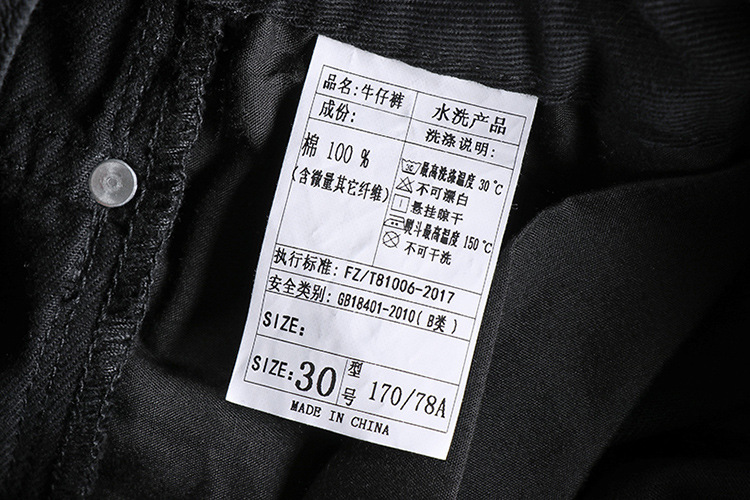 品名:牛仔裤
成份:
棉 100 %
(含微量其它纤维)
水洗产品
洗涤说明:
最高洗涤温度 30℃
不可漂白
悬挂晾干
熨斗最高温度 150℃
不可干洗
执行标准: FZ/TB1006-2017
安全类别: GB18401-2010( B类 )
SIZE:
SIZE: 30
型号 170/78A
MADE IN CHINA